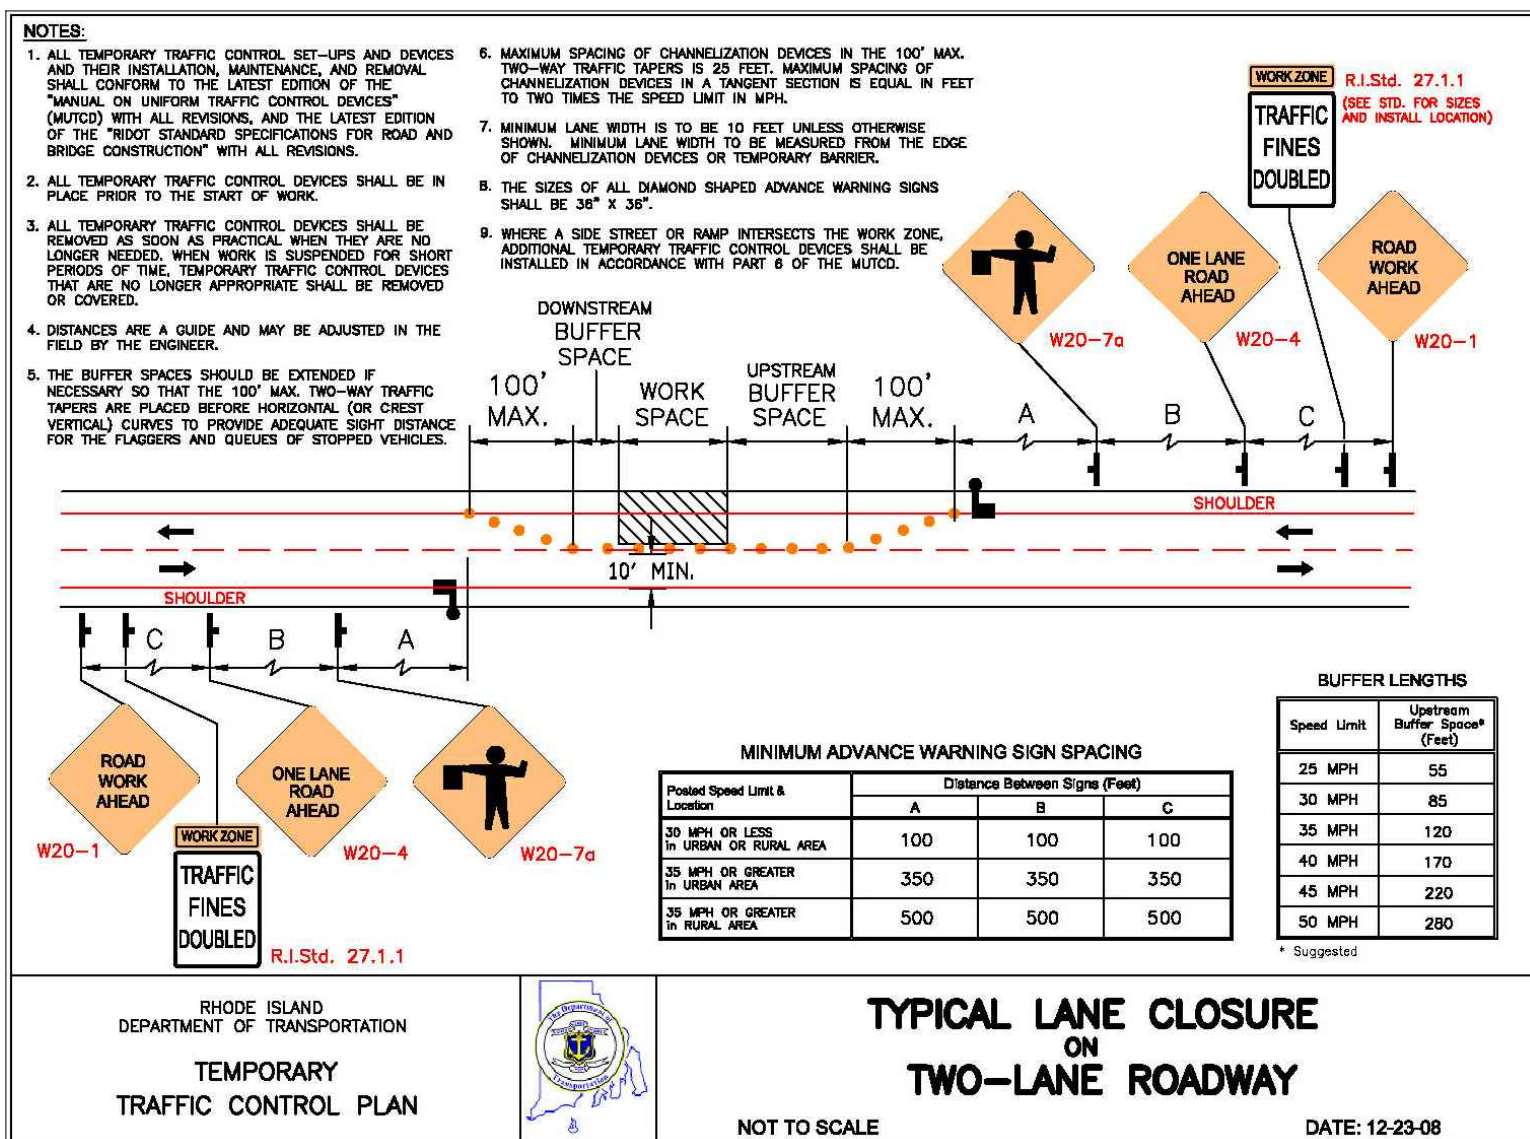 NOTES:
1. ALL TEMPORARY TRAFFIC CONTROL SET-UPS AND DEVICES
AND THEIR INSTALLATION, MAINTENANCE, AND REMOVAL
SHALL CONFORM TO THE LATEST EDITION OF THE
"MANUAL ON UNIFORM TRAFFIC CONTROL DEVICES"
(MUTCD) WITH ALL REVISIONS, AND THE LATEST EDITION
OF THE "RIDOT STANDARD SPECIFICATIONS FOR ROAD AND
BRIDGE CONSTRUCTION" WITH ALL REVISIONS.
2. ALL TEMPORARY TRAFFIC CONTROL DEVICES SHALL BE IN
PLACE PRIOR TO THE START OF WORK.
3. ALL TEMPORARY TRAFFIC CONTROL DEVICES SHALL BE
REMOVED AS SOON AS PRACTICAL WHEN THEY ARE NO
LONGER NEEDED. WHEN WORK IS SUSPENDED FOR SHORT
PERIODS OF TIME, TEMPORARY TRAFFIC CONTROL DEVICES
THAT ARE NO LONGER APPROPRIATE SHALL BE REMOVED
OR COVERED.
4. DISTANCES ARE A GUIDE AND MAY BE ADJUSTED IN THE
FIELD BY THE ENGINEER.
5. THE BUFFER SPACES SHOULD BE EXTENDED IF
NECESSARY SO THAT THE 100' MAX. TWO-WAY TRAFFIC
TAPERS ARE PLACED BEFORE HORIZONTAL (OR CREST
VERTICAL) CURVES TO PROVIDE ADEQUATE SIGHT DISTANCE
FOR THE FLAGGERS AND QUEUES OF STOPPED VEHICLES.
6. MAXIMUM SPACING OF CHANNELIZATION DEVICES IN THE 100' MAX.
TWO-WAY TRAFFIC TAPERS IS 25 FEET. MAXIMUM SPACING OF
CHANNELIZATION DEVICES IN A TANGENT SECTION IS EQUAL IN FEET
TO TWO TIMES THE SPEED LIMIT IN MPH.
7. MINIMUM LANE WIDTH IS TO BE 10 FEET UNLESS OTHERWISE
SHOWN. MINIMUM LANE WIDTH TO BE MEASURED FROM THE EDGE
OF CHANNELIZATION DEVICES OR TEMPORARY BARRIER.
8. THE SIZES OF ALL DIAMOND SHAPED ADVANCE WARNING SIGNS
SHALL BE 36" X 36".
9. WHERE A SIDE STREET OR RAMP INTERSECTS THE WORK ZONE,
ADDITIONAL TEMPORARY TRAFFIC CONTROL DEVICES SHALL BE
INSTALLED IN ACCORDANCE WITH PART 6 OF THE MUTCD.
WORK ZONE
R.I.Std. 27.1.1
(SEE STD. FOR SIZES
AND INSTALL LOCATION)
TRAFFIC
FINES
DOUBLED
W20-7a
ONE LANE
ROAD
AHEAD
W20-4
ROAD
WORK
AHEAD
W20-1
100'
MAX.
DOWNSTREAM
BUFFER
SPACE
WORK
SPACE
UPSTREAM
BUFFER
SPACE
100'
MAX.
A
B
C
SHOULDER
10' MIN.
SHOULDER
C
B
A
ROAD
WORK
AHEAD
W20-1
WORK ZONE
TRAFFIC
FINES
DOUBLED
R.I.Std. 27.1.1
ONE LANE
ROAD
AHEAD
W20-4
W20-7a
MINIMUM ADVANCE WARNING SIGN SPACING
Posted Speed Limit &
Location
Distance Between Signs (Feet)
A B C
30 MPH OR LESS
in URBAN OR RURAL AREA
100 100 100
35 MPH OR GREATER
in URBAN AREA
350 350 350
35 MPH OR GREATER
in RURAL AREA
500 500 500
BUFFER LENGTHS
Speed Limit
Upstream
Buffer Space*
(Feet)
25 MPH 55
30 MPH 85
35 MPH 120
40 MPH 170
45 MPH 220
50 MPH 280
* Suggested
RHODE ISLAND
DEPARTMENT OF TRANSPORTATION
TEMPORARY
TRAFFIC CONTROL PLAN
The Department of
Transportation
TYPICAL LANE CLOSURE
ON
TWO-LANE ROADWAY
NOT TO SCALE
DATE: 12-23-08